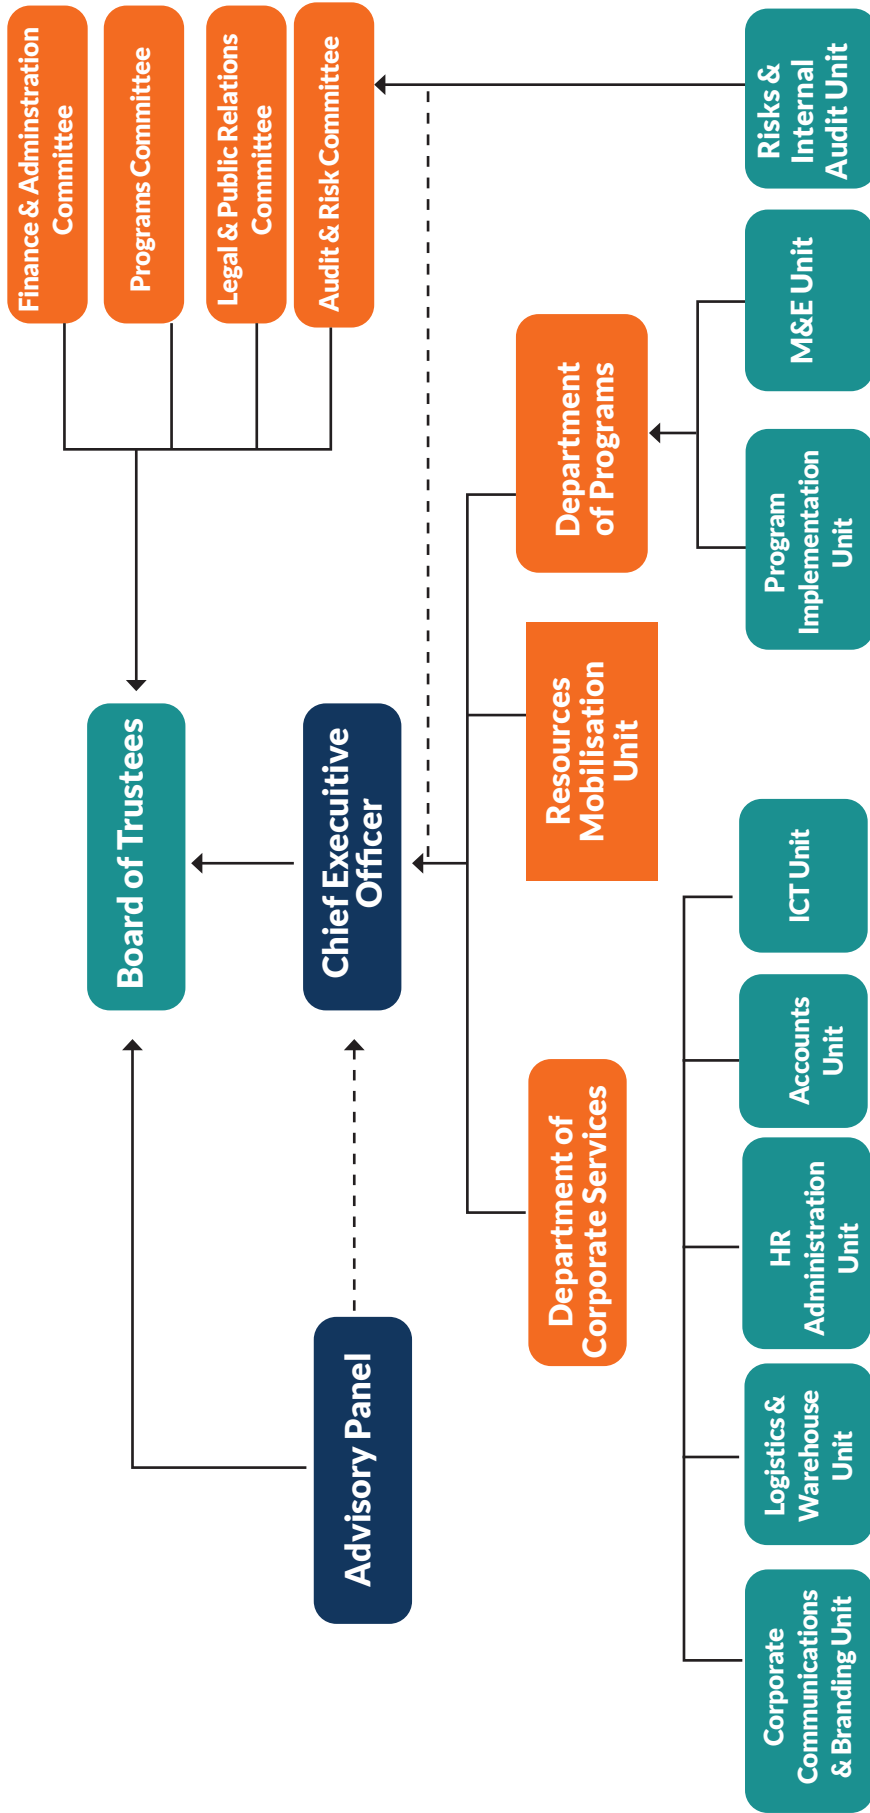 Finance & Adminstration
Committee
Programs Committee
Legal & Public Relations
Committee
Audit & Risk Committee
Board of Trustees
Advisory Panel
Chief Execuitive
Officer
Department of
Corporate Services
Resources
Mobilisation
Unit
Department
of Programs
Corporate
Communications
& Branding Unit
Logistics &
Warehouse
Unit
HR
Administration
Unit
Accounts
Unit
ICT Unit
Program
Implementation
Unit
M&E Unit
Risks &
Internal
Audit Unit